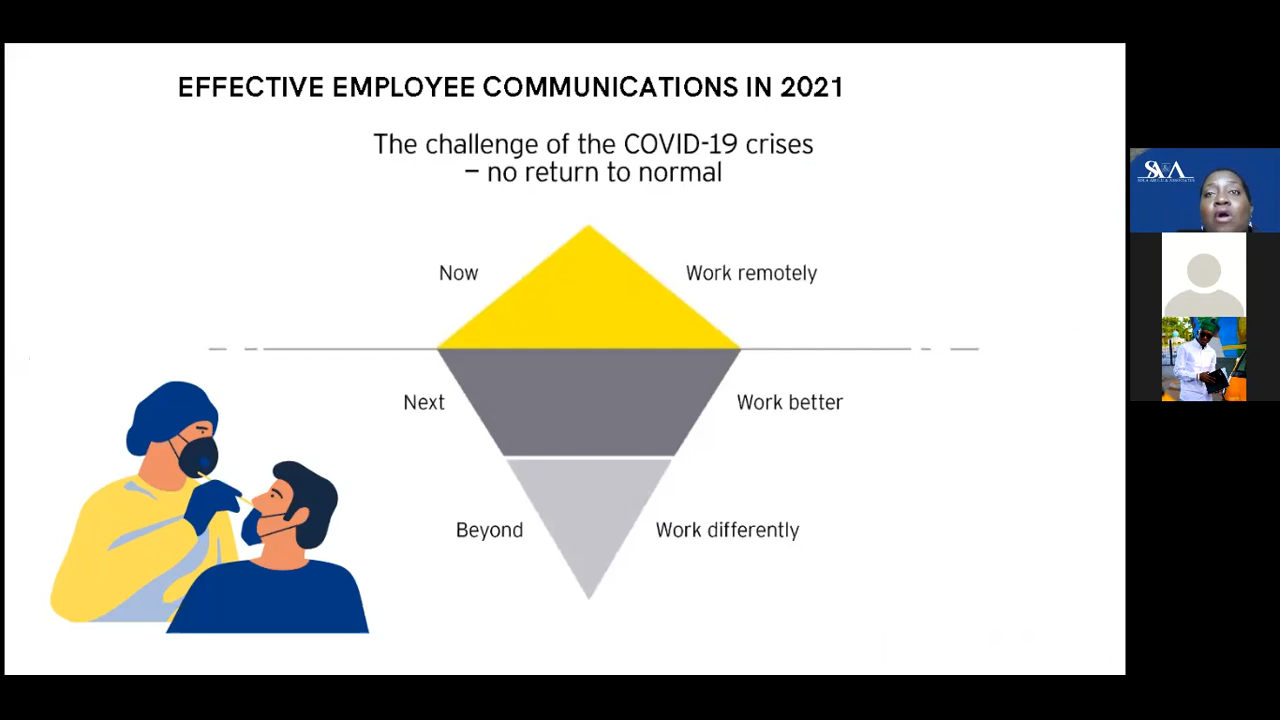 EFFECTIVE EMPLOYEE COMMUNICATIONS IN 2021
The challenge of the COVID-19 crises
– no return to normal
Now
Work remotely
Next
Work better
Beyond
Work differently